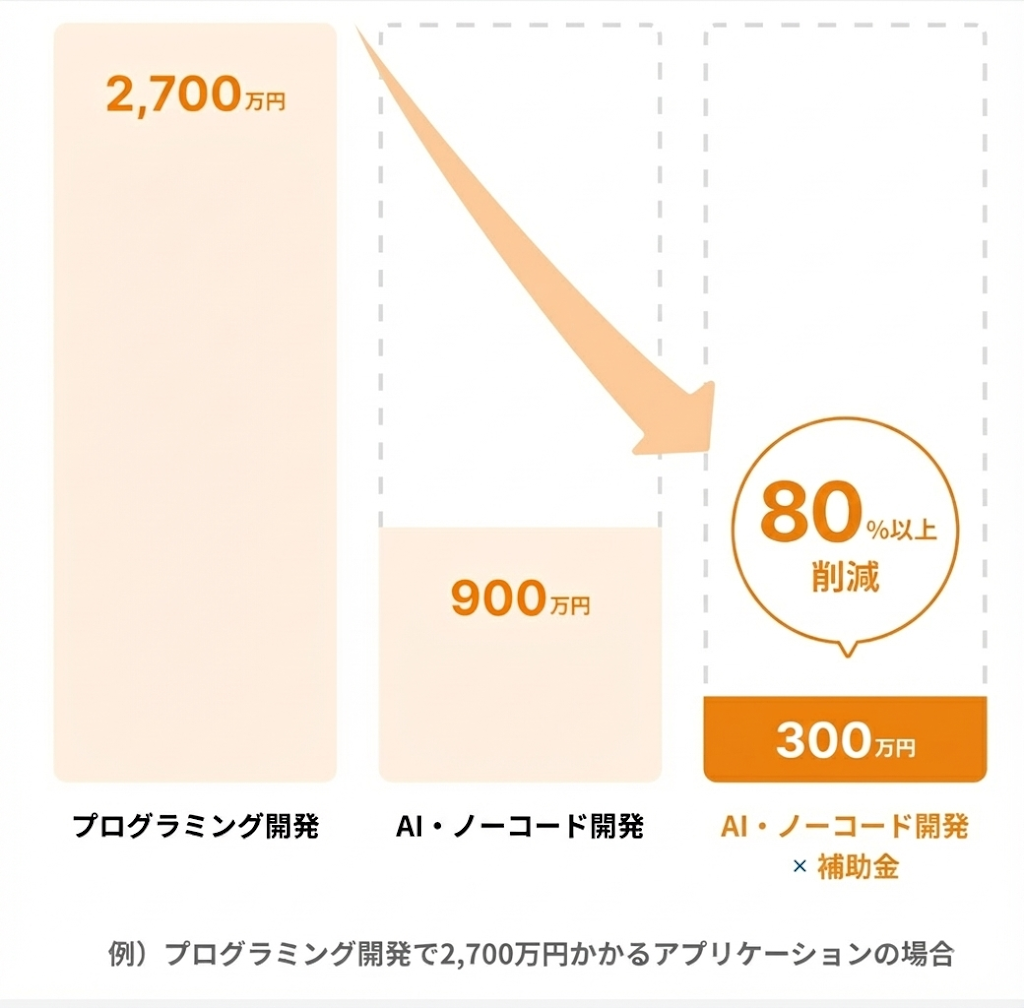 2,700万円
900万円
80%以上
削減
300万円
プログラミング開発
AI・ノーコード開発
AI・ノーコード開発
× 補助金
例）プログラミング開発で2,700万円かかるアプリケーションの場合